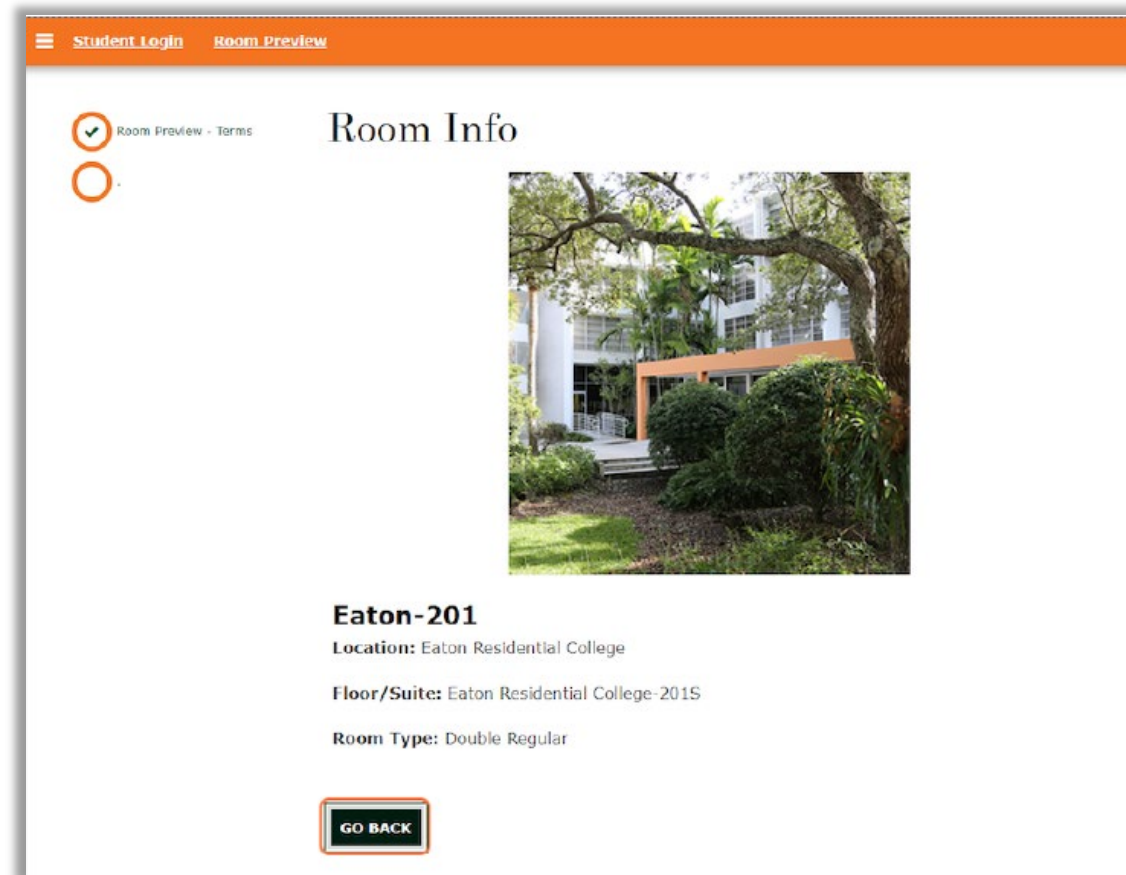 Student Login Room Preview
Room Preview - Terms
.
Room Info
Eaton-201
Location: Eaton Residential College
Floor/Suite: Eaton Residential College-201S
Room Type: Double Regular
GO BACK